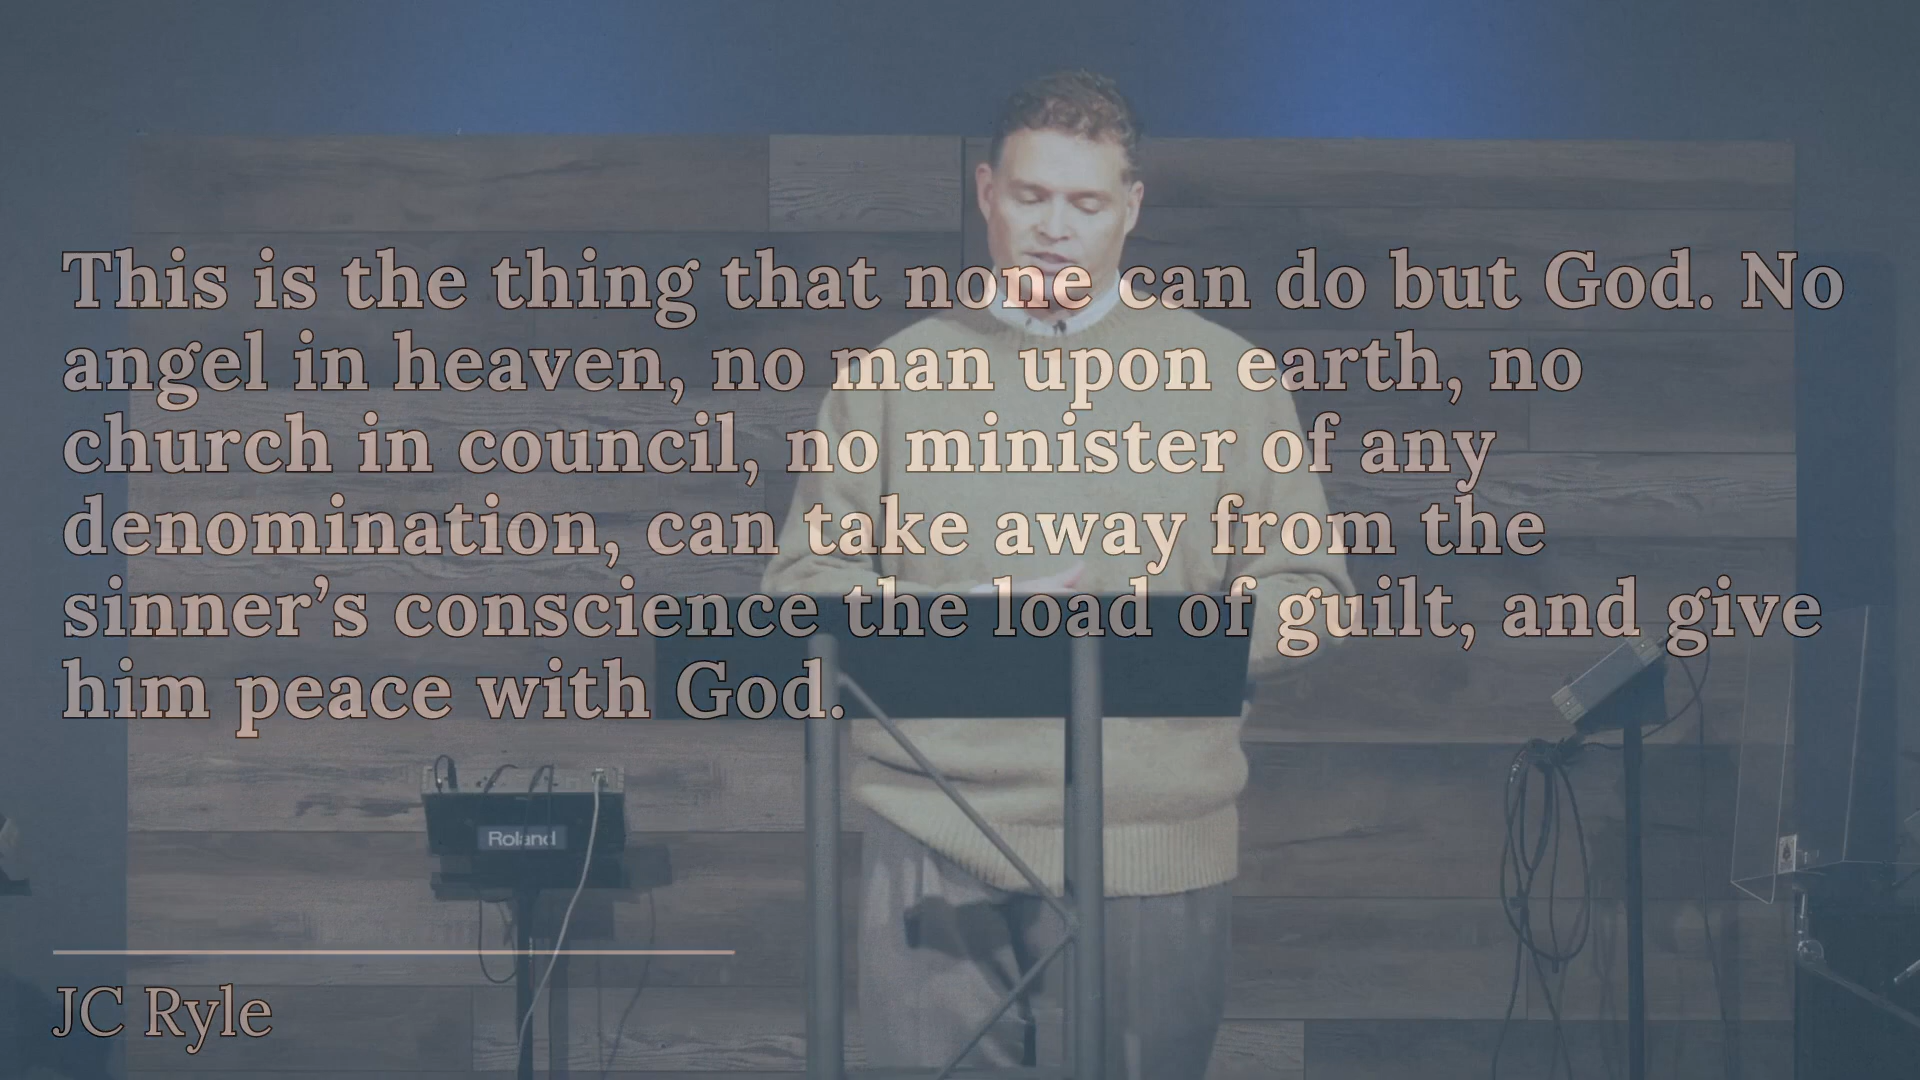 This is the thing that none can do but God. No
angel in heaven, no man upon earth, no
church in council, no minister of any
denomination, can take away from the
sinner’s conscience the load of guilt, and give
him peace with God.
Roland
JC Ryle